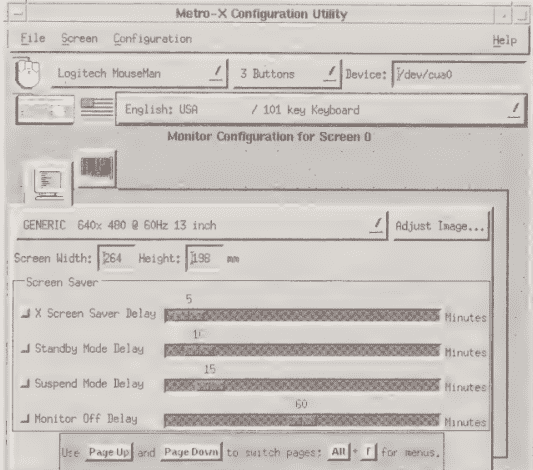 Metro-X Configuration Utility
File Screen Configuration Help
Logitech MouseMan 3 Buttons Device: /dev/cua0
English: USA / 101 key Keyboard
Monitor Configuration for Screen 0
GENERIC 640x 480 @ 60Hz 13 inch Adjust Image...
Screen Width: 264 Height: 198 mm
Screen Saver
5
X Screen Saver Delay Minutes
10
Standby Mode Delay Minutes
15
Suspend Mode Delay Minutes
60
Monitor Off Delay Minutes
Use Page Up and Page Down to switch pages: Alt + f for menus.